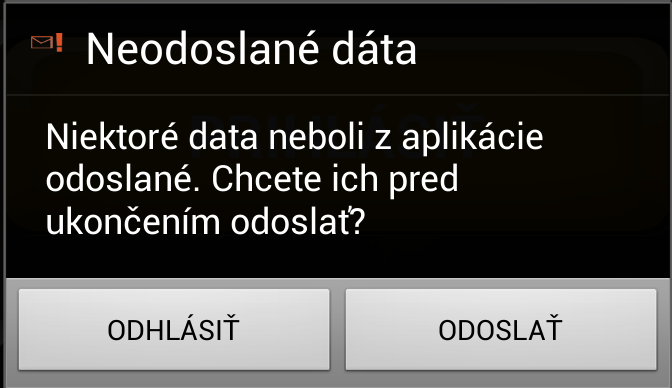 Neodoslané dáta
Niektoré data neboli z aplikácie
odoslané. Chcete ich pred
ukončením odoslať?
ODHLÁSIŤ
ODOSLAŤ